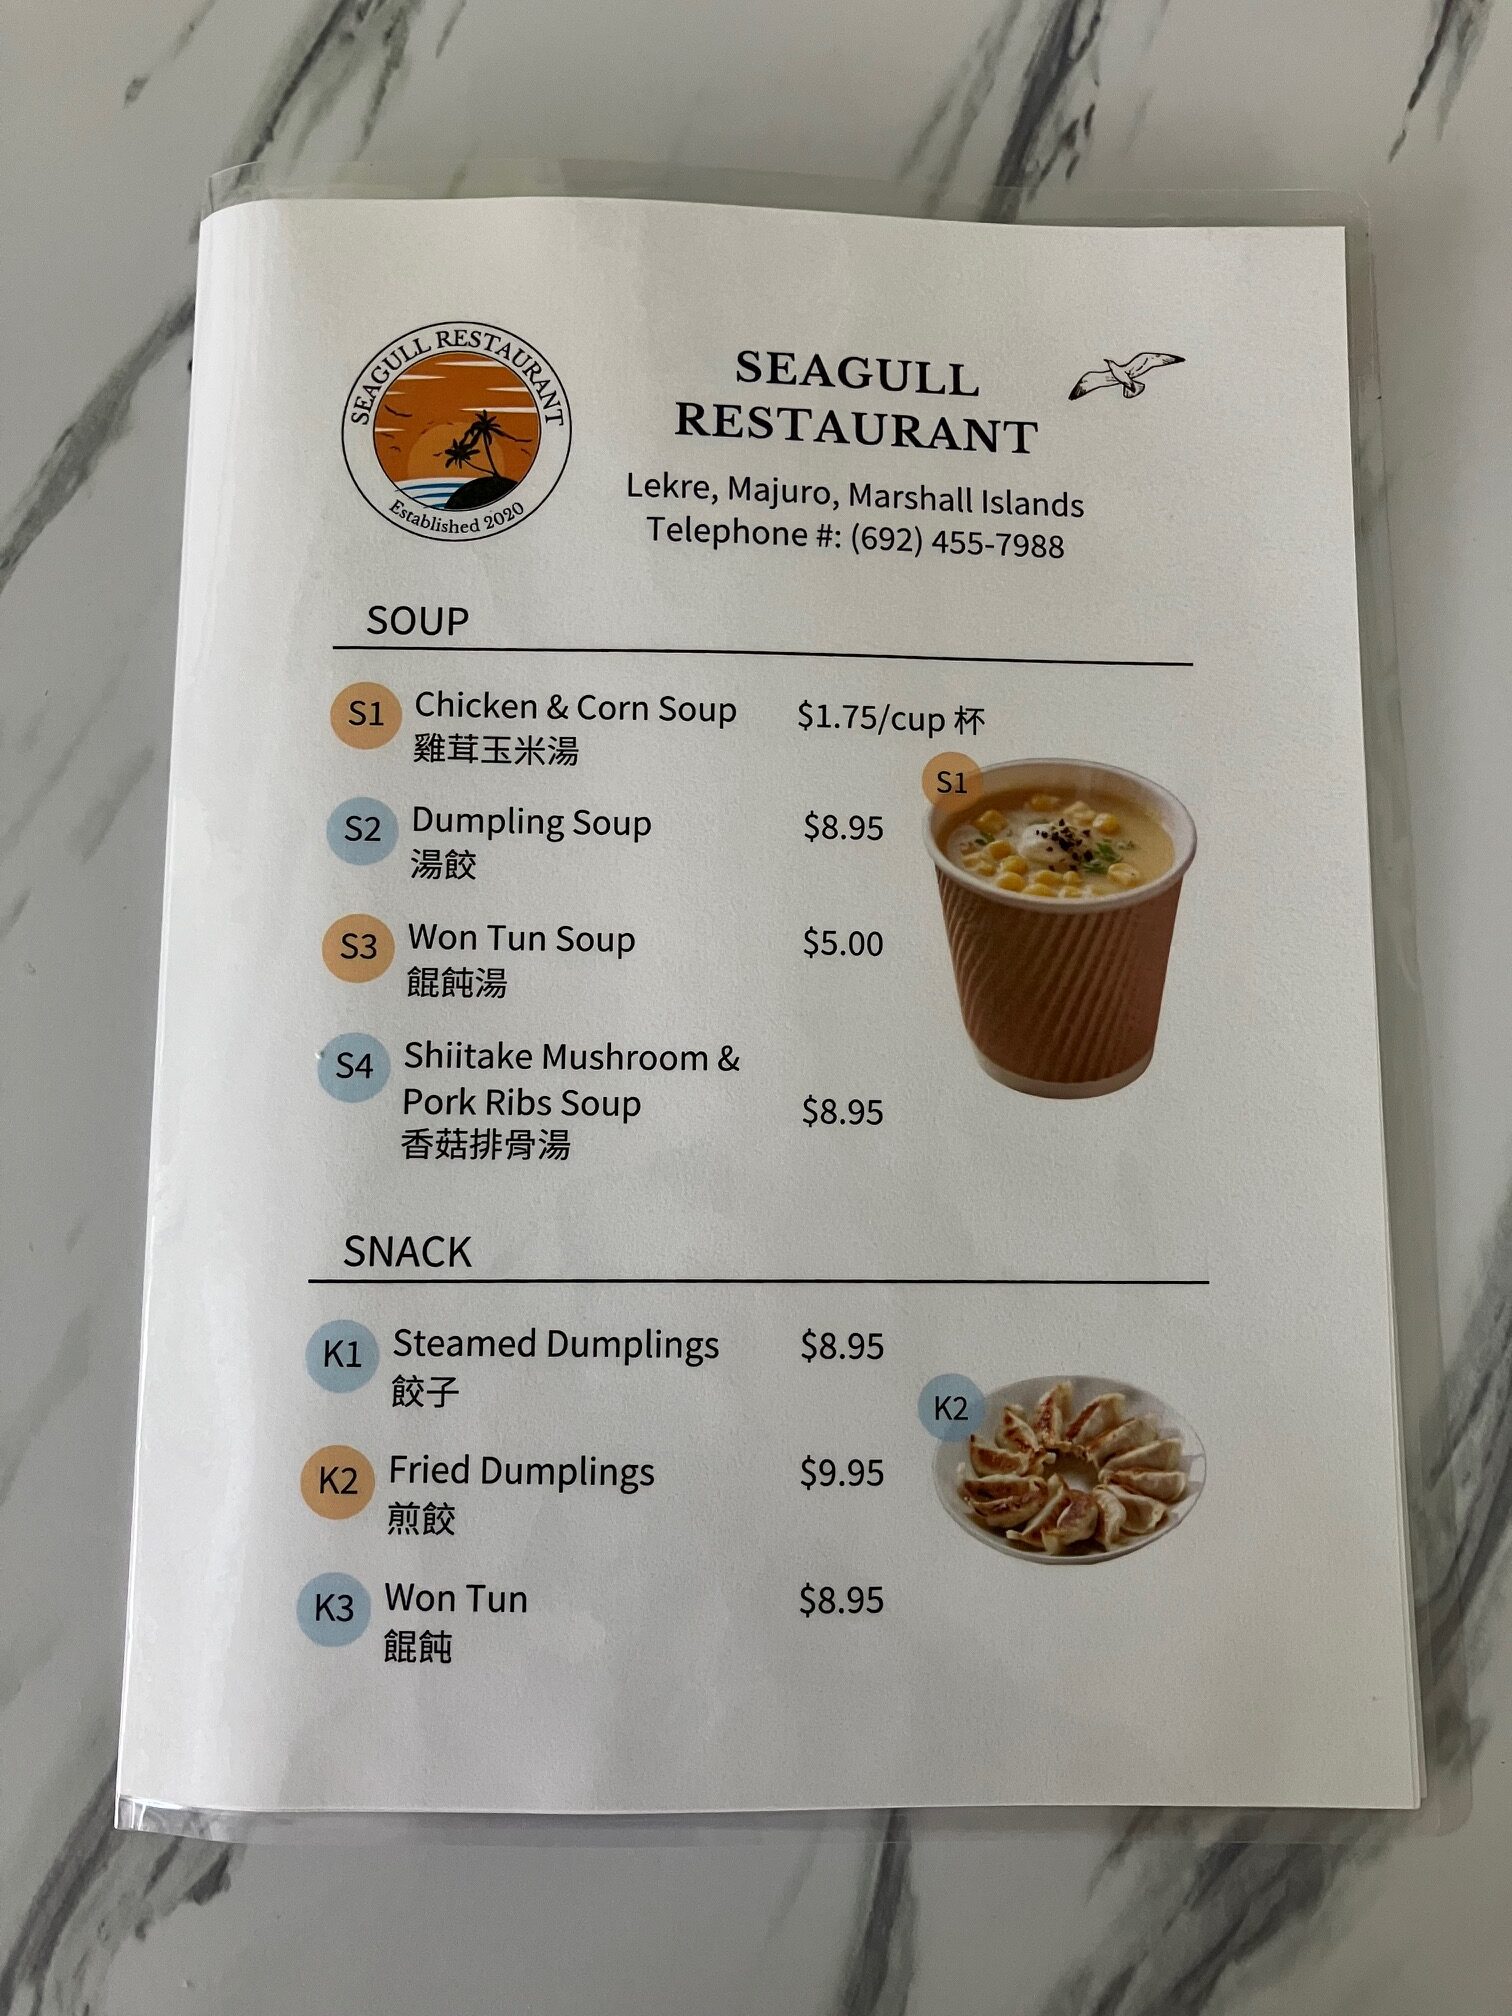 SEAGULL RESTAURANT
Established 2020
SEAGULL
RESTAURANT
Lekre, Majuro, Marshall Islands
Telephone #: (692) 455-7988
SOUP
S1 Chicken & Corn Soup $1.75/cup 杯
雞茸玉米湯
S1
S2 Dumpling Soup $8.95
湯餃
S3 Won Tun Soup $5.00
餛飩湯
S4 Shiitake Mushroom &
Pork Ribs Soup $8.95
香菇排骨湯
SNACK
K1 Steamed Dumplings $8.95
餃子
K2
K2 Fried Dumplings $9.95
煎餃
K3 Won Tun $8.95
餛飩